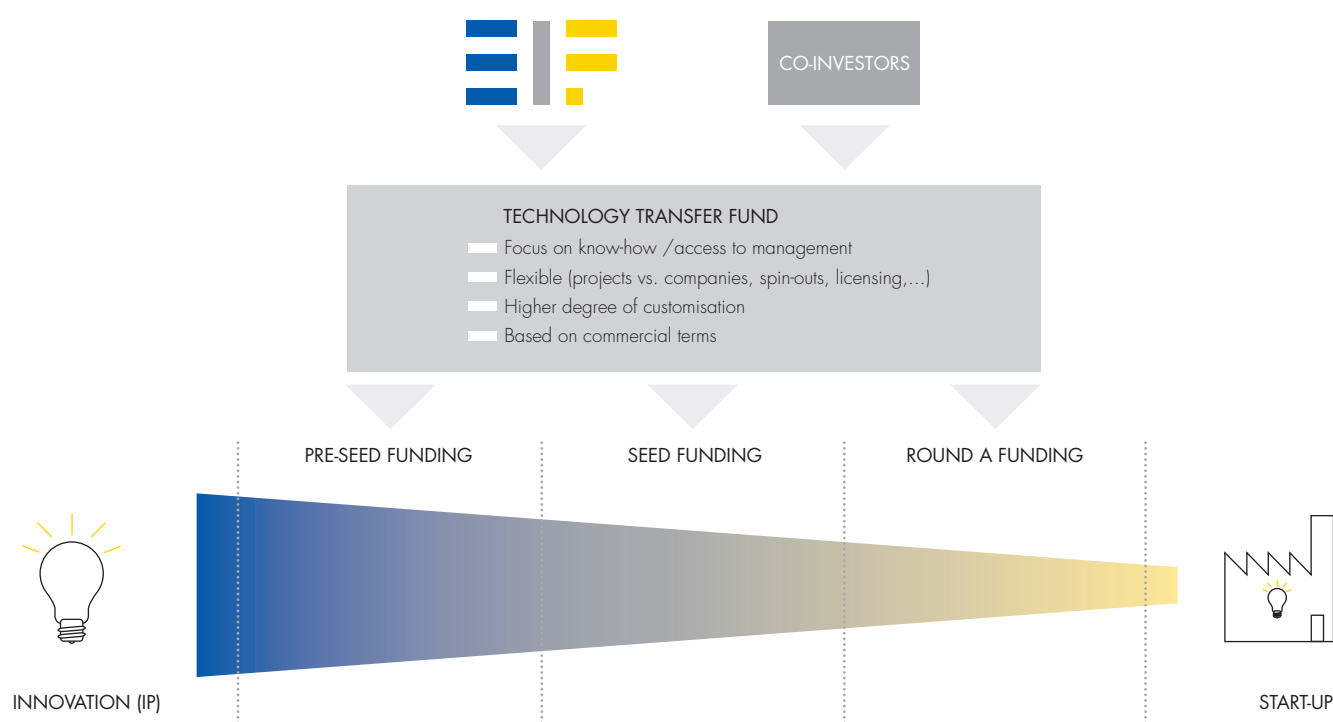 EIF
CO-INVESTORS
TECHNOLOGY TRANSFER FUND
Focus on know-how /access to management
Flexible (projects vs. companies, spin-outs, licensing,...)
Higher degree of customisation
Based on commercial terms
PRE-SEED FUNDING
SEED FUNDING
ROUND A FUNDING
INNOVATION (IP)
START-UP